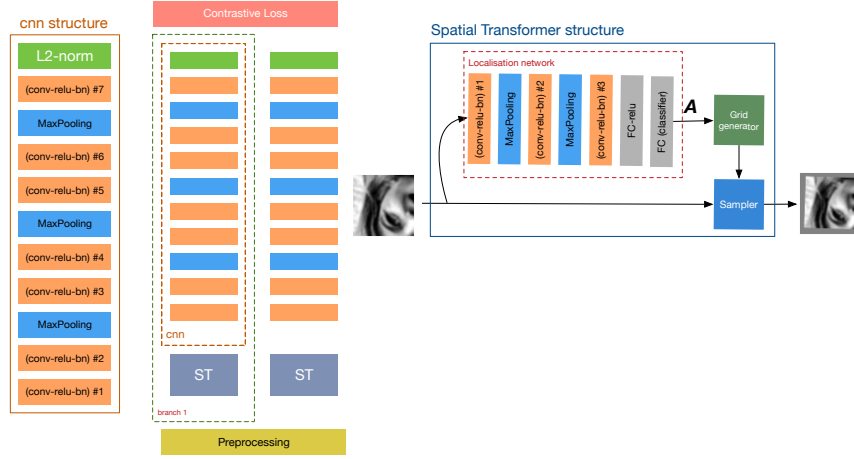 cnn structure
L2-norm
(conv-relu-bn) #7
MaxPooling
(conv-relu-bn) #6
(conv-relu-bn) #5
MaxPooling
(conv-relu-bn) #4
(conv-relu-bn) #3
MaxPooling
(conv-relu-bn) #2
(conv-relu-bn) #1
Contrastive Loss
cnn
ST
ST
branch 1
Preprocessing
Spatial Transformer structure
Localisation network
(conv-relu-bn) #1
MaxPooling
(conv-relu-bn) #2
MaxPooling
(conv-relu-bn) #3
FC-relu
FC (classifier)
A
Grid
generator
Sampler